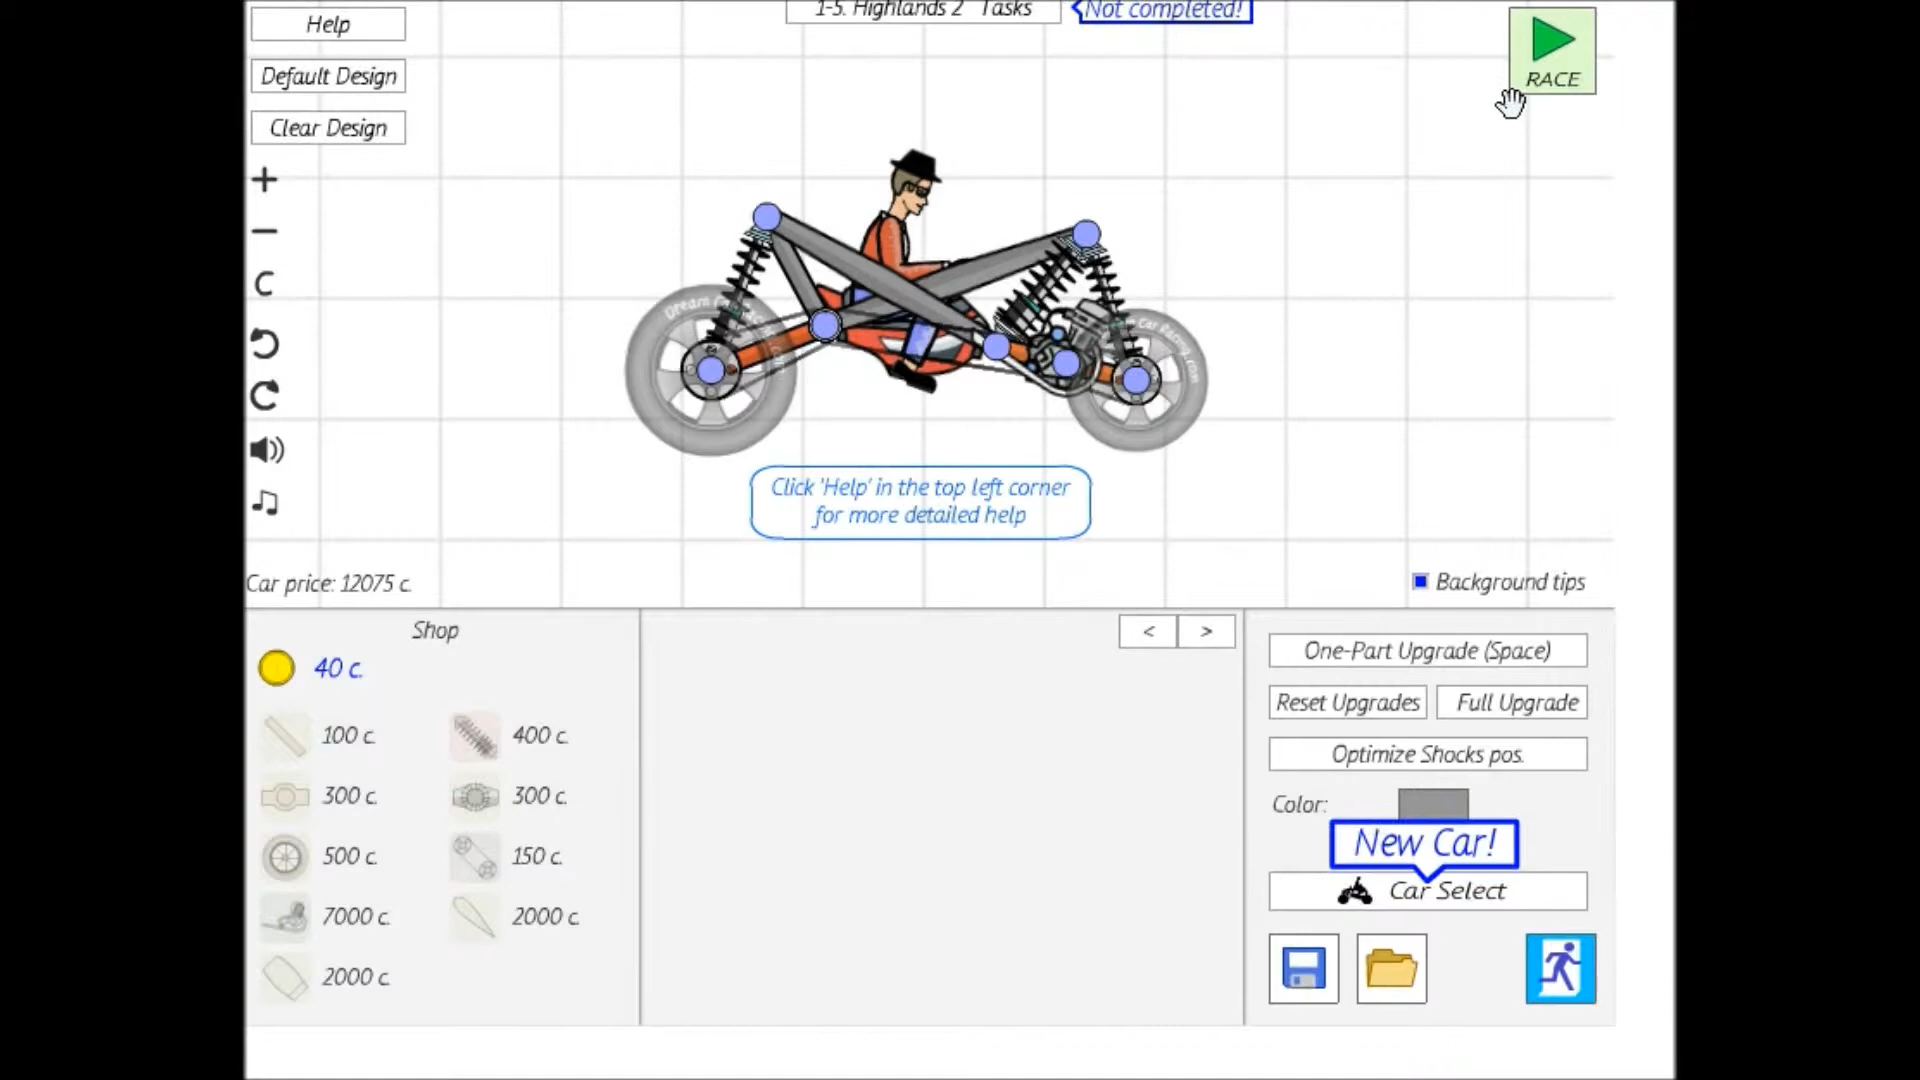 Help
1-5. Highlands 2 Tasks
Not completed!
RACE
Default Design
Clear Design
C
Click 'Help' in the top left corner
for more detailed help
Car price: 12075 c.
Background tips
Shop
< >
40 c.
100 c.
400 c.
300 c.
300 c.
500 c.
150 c.
7000 c.
2000 c.
2000 c.
One-Part Upgrade (Space)
Reset Upgrades
Full Upgrade
Optimize Shocks pos.
Color:
New Car!
Car Select